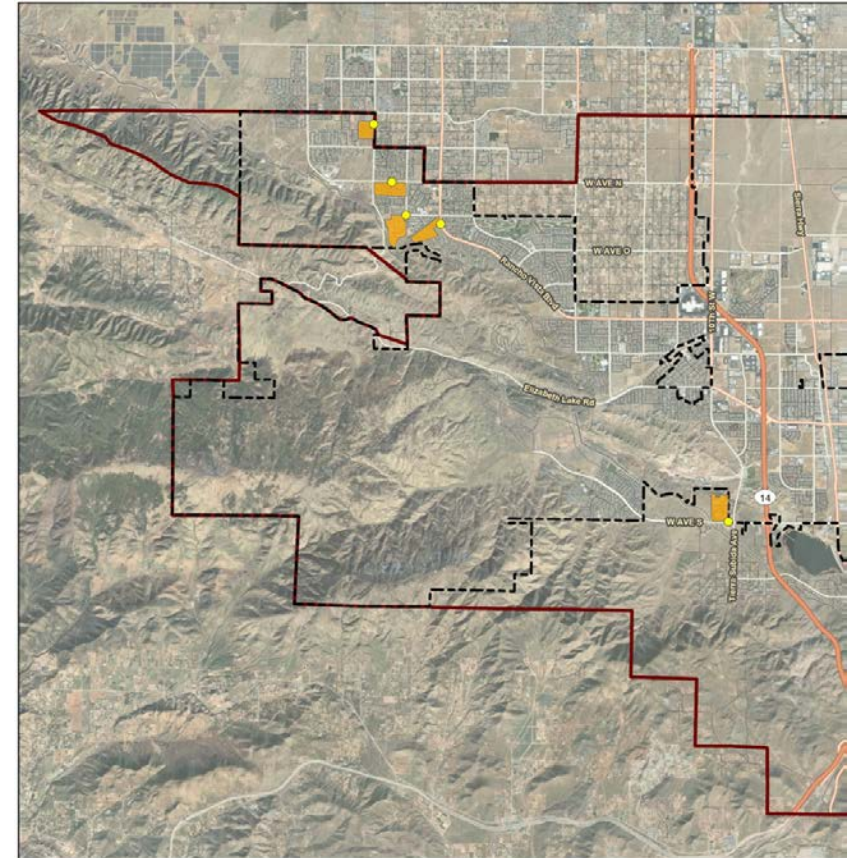 W AVE N
Sierra Hwy
W AVE O
Rancho Vista Blvd
10TH St W
Elizabeth Lake Rd
14
W AVE S
Tierra Subida Ave